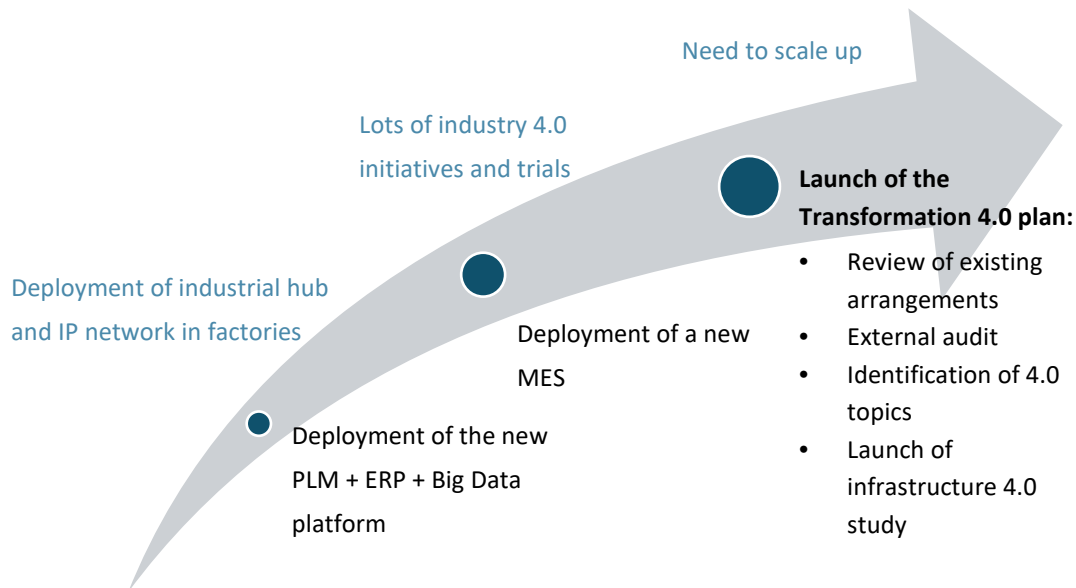 Need to scale up
Lots of industry 4.0
initiatives and trials
Launch of the
Transformation 4.0 plan:
• Review of existing
arrangements
• External audit
• Identification of 4.0
topics
• Launch of
infrastructure 4.0
study
Deployment of industrial hub
and IP network in factories
Deployment of a new
MES
Deployment of the new
PLM + ERP + Big Data
platform